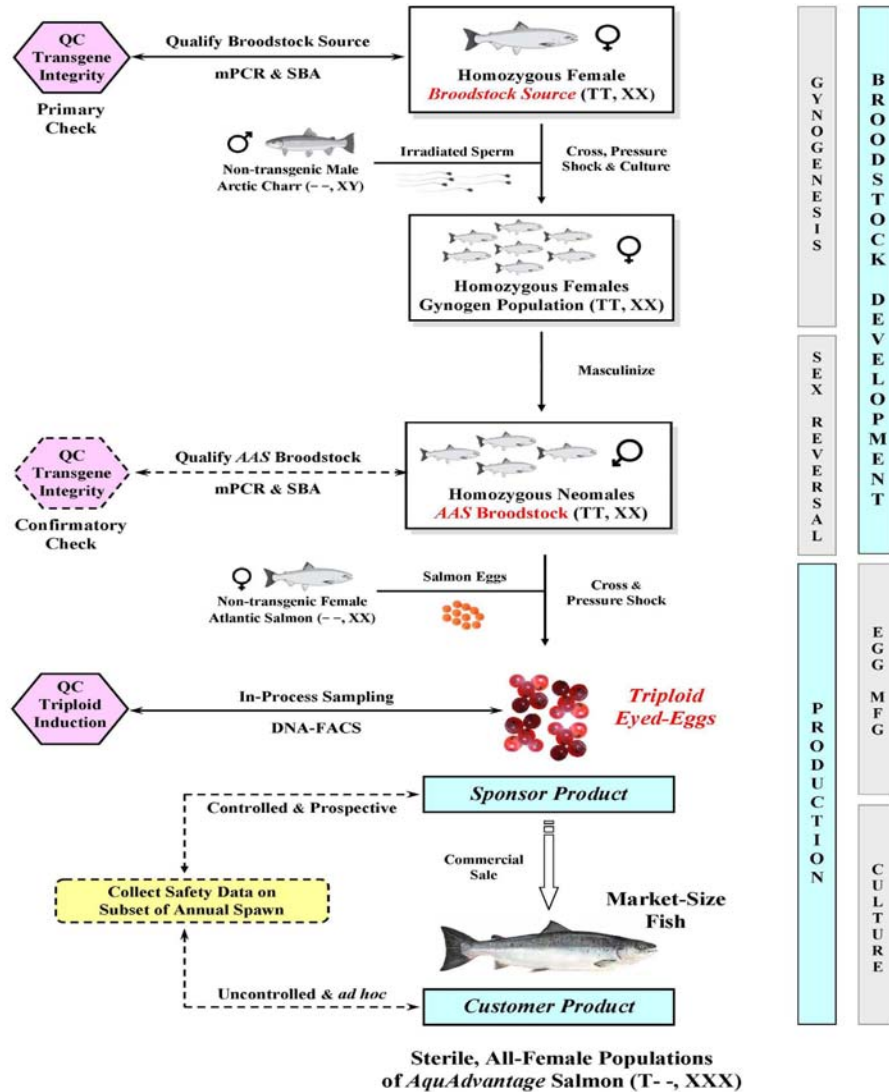 QC
Transgene
Integrity
Primary
Check
Qualify Broodstock Source
mPCR & SBA
♀
Homozygous Female
Broodstock Source (TT, XX)
♂
Non-transgenic Male
Arctic Charr (– –, XY)
Irradiated Sperm
Cross, Pressure
Shock & Culture
♀
Homozygous Females
Gynogen Population (TT, XX)
Masculinize
QC
Transgene
Integrity
Confirmatory
Check
Qualify AAS Broodstock
mPCR & SBA
Homozygous Neomales
AAS Broodstock (TT, XX)
♀
Non-transgenic Female
Atlantic Salmon (– –, XX)
Salmon Eggs
Cross &
Pressure Shock
QC
Triploid
Induction
In-Process Sampling
DNA-FACS
Triploid
Eyed-Eggs
Sponsor Product
Controlled & Prospective
Commercial
Sale
Collect Safety Data on
Subset of Annual Spawn
Market-Size
Fish
Uncontrolled & ad hoc
Customer Product
Sterile, All-Female Populations
of AquAdvantage Salmon (T- -, XXX)
GYNOGENESIS
SEX REVERSAL
BROODSTOCK DEVELOPMENT
PRODUCTION
EGG MFG
CULTURE